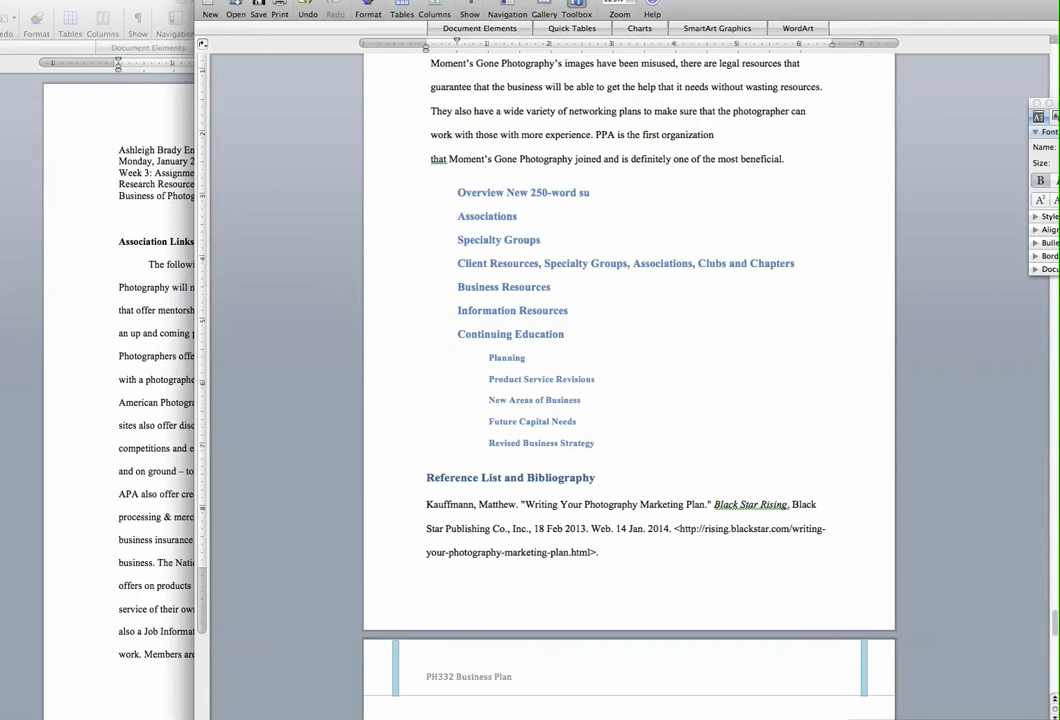 New Open Save Print Undo Redo Format Tables Columns Show Navigation Gallery Toolbox Zoom Help
Format Tables Columns Show
Document Elements
Document Elements Quick Tables Charts SmartArt Graphics WordArt
Ashleigh Brady
Monday, January 2
Week 3: Assignme
Research Resource
Business of Photog
Association Links
The followi
Photography will n
that offer mentorsh
an up and coming p
Photographers offe
with a photographe
American Photogra
sites also offer disc
competitions and e
and on ground – to
APA also offer cre
processing & merc
business insurance
business. The Natio
offers on products
service of their own
also a Job Informat
work. Members are
Moment's Gone Photography's images have been misused, there are legal resources that
guarantee that the business will be able to get the help that it needs without wasting resources.
They also have a wide variety of networking plans to make sure that the photographer can
work with those with more experience. PPA is the first organization
that Moment's Gone Photography joined and is definitely one of the most beneficial.
Overview New 250-word su
Associations
Specialty Groups
Client Resources, Specialty Groups, Associations, Clubs and Chapters
Business Resources
Information Resources
Continuing Education
Planning
Product Service Revisions
New Areas of Business
Future Capital Needs
Revised Business Strategy
Reference List and Bibliography
Kauffmann, Matthew. "Writing Your Photography Marketing Plan." Black Star Rising. Black
Star Publishing Co., Inc., 18 Feb 2013. Web. 14 Jan. 2014. <http://rising.blackstar.com/writing-
your-photography-marketing-plan.html>.
PH332 Business Plan
Font
Name:
Size:
B
A²
Style
Align
Bulle
Bord
Docu